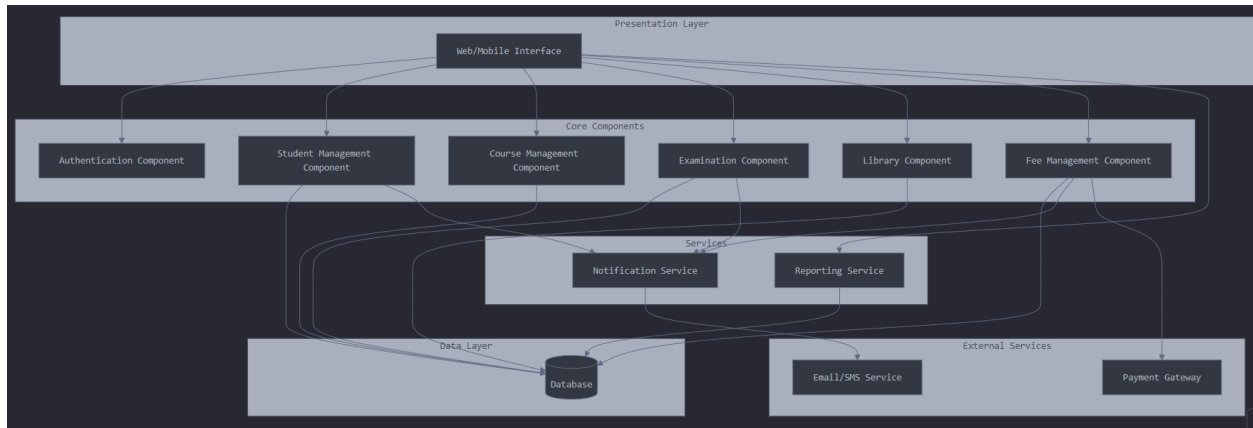 Presentation Layer
Web/Mobile Interface
Core Components
Authentication Component
Student Management
Component
Course Management
Component
Examination Component
Library Component
Fee Management Component
Services
Notification Service
Reporting Service
Data Layer
Database
External Services
Email/SMS Service
Payment Gateway